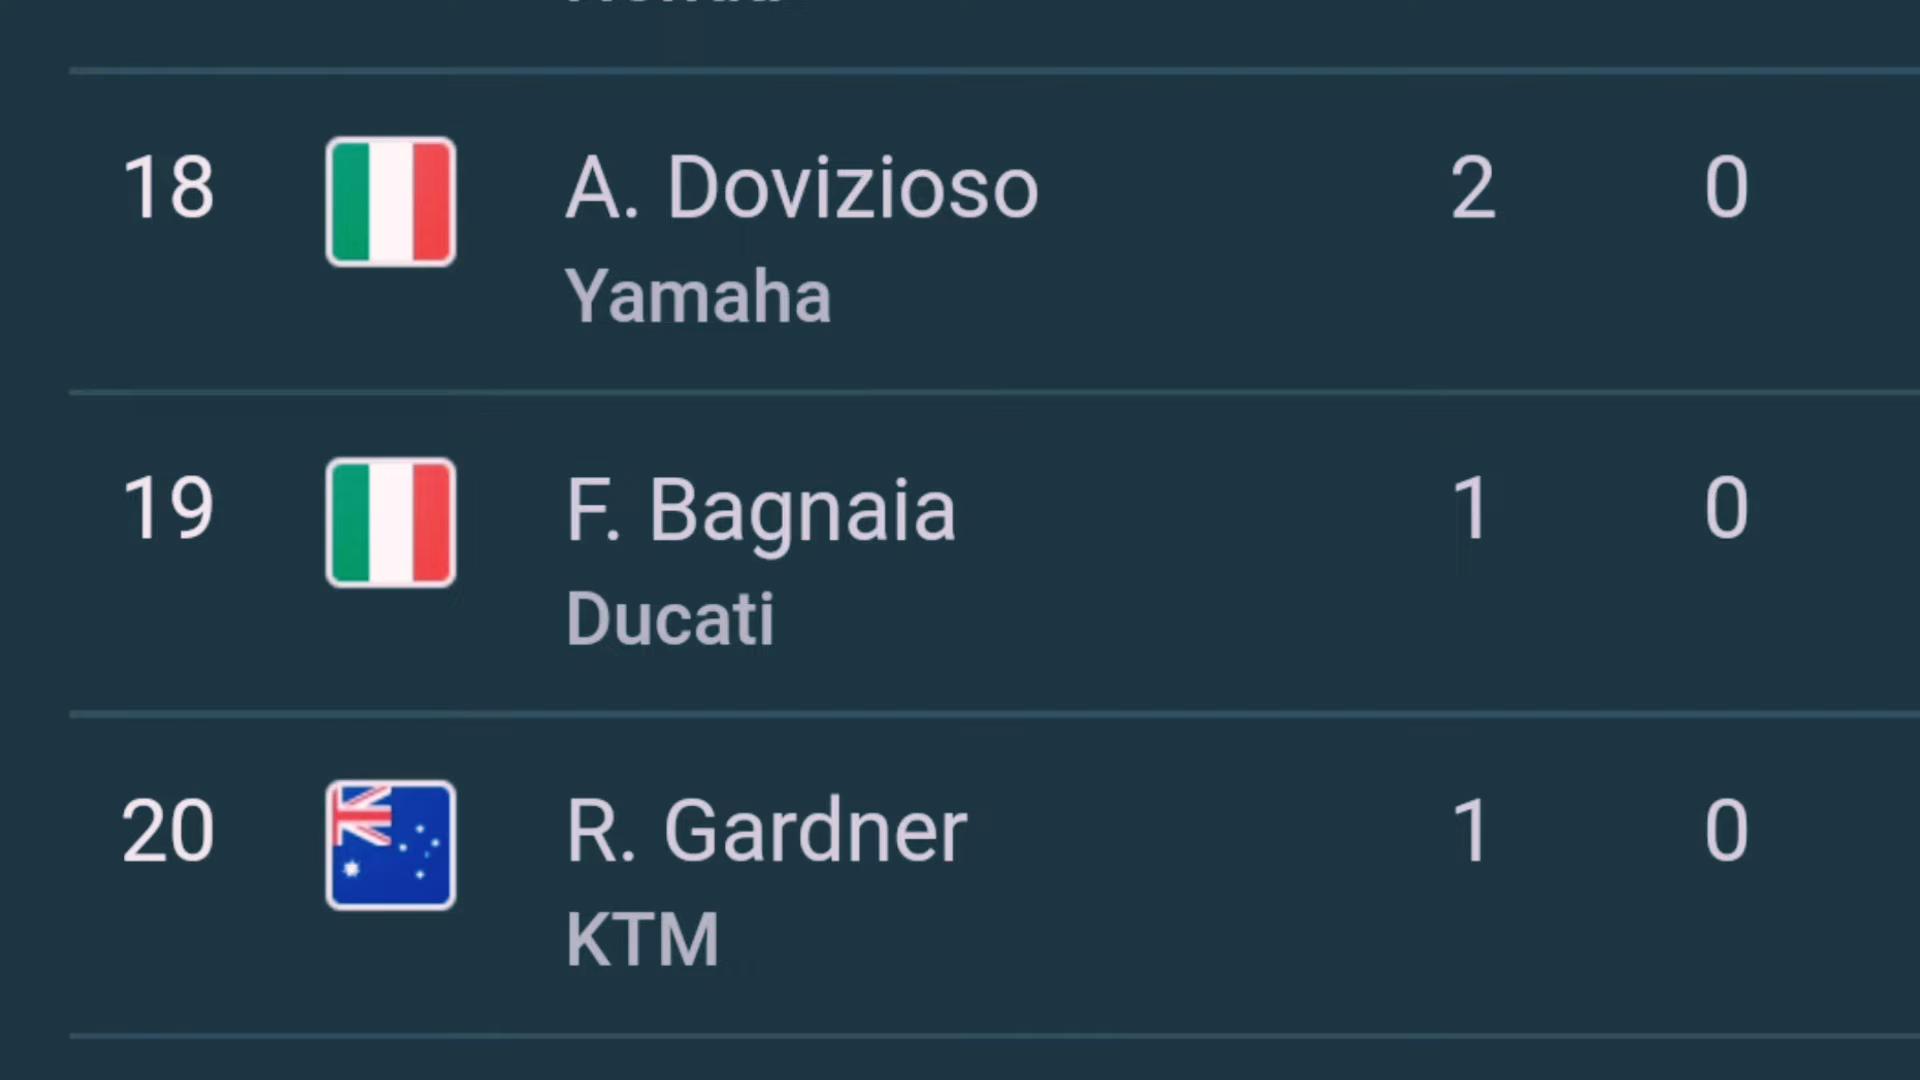 18 A. Dovizioso 2 0
Yamaha
19 F. Bagnaia 1 0
Ducati
20 R. Gardner 1 0
KTM